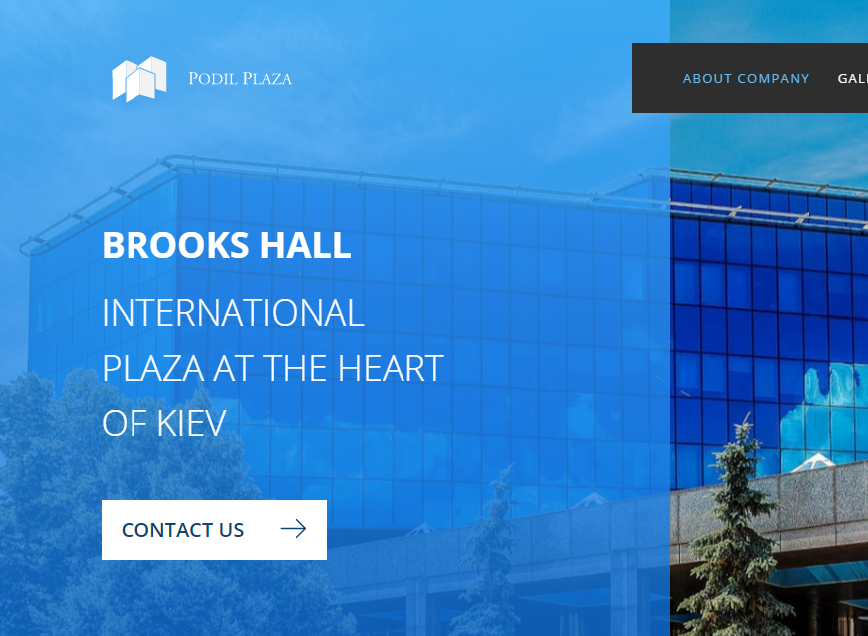 Podil Plaza
ABOUT COMPANY
BROOKS HALL
INTERNATIONAL
PLAZA AT THE HEART
OF KIEV
CONTACT US